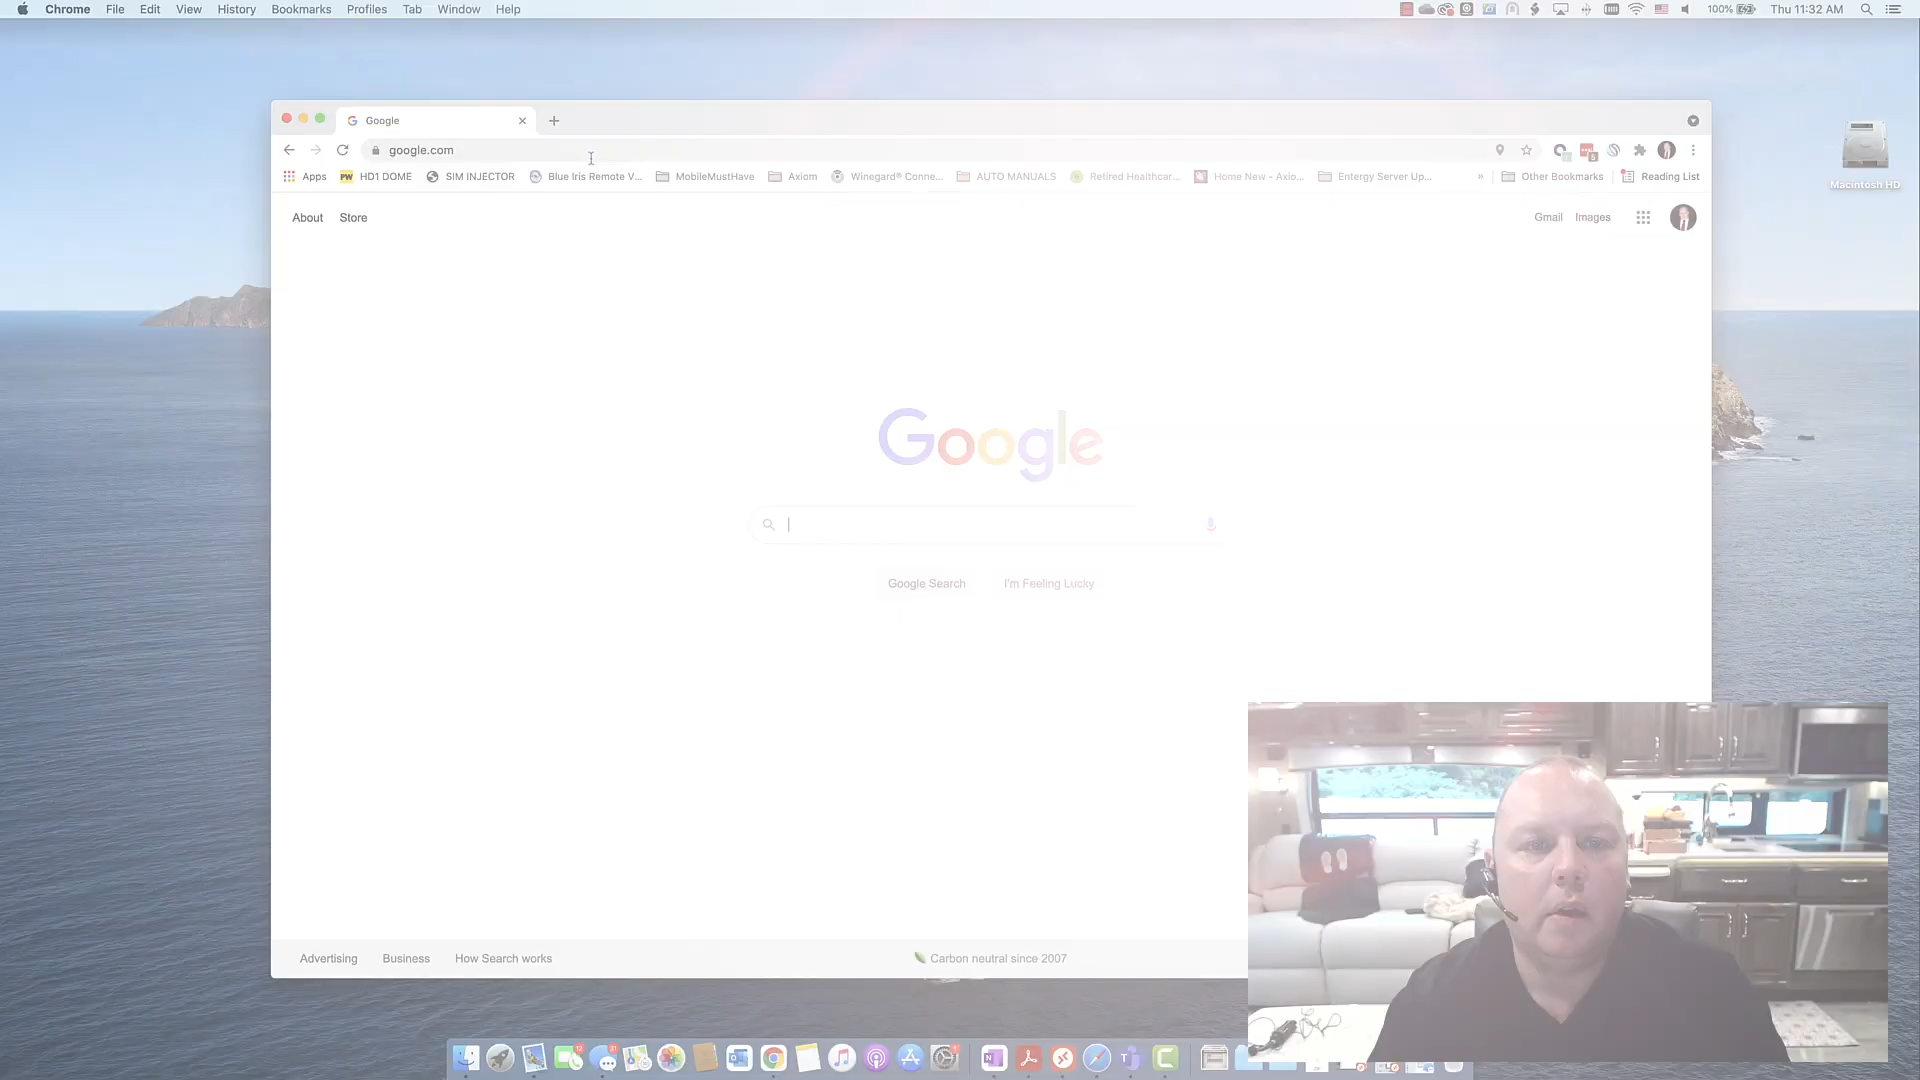 Chrome File Edit View History Bookmarks Profiles Tab Window Help
100% Thu 11:32 AM
Google
google.com
Apps HD1 DOME SIM INJECTOR Blue Iris Remote V... MobileMustHave Axiom Winegard® Conne... AUTO MANUALS Retired Healthcar... Home New - Axio... Entergy Server Up... » Other Bookmarks Reading List
About Store Gmail Images
Macintosh HD
Google
Google Search I'm Feeling Lucky
Advertising Business How Search works Carbon neutral since 2007